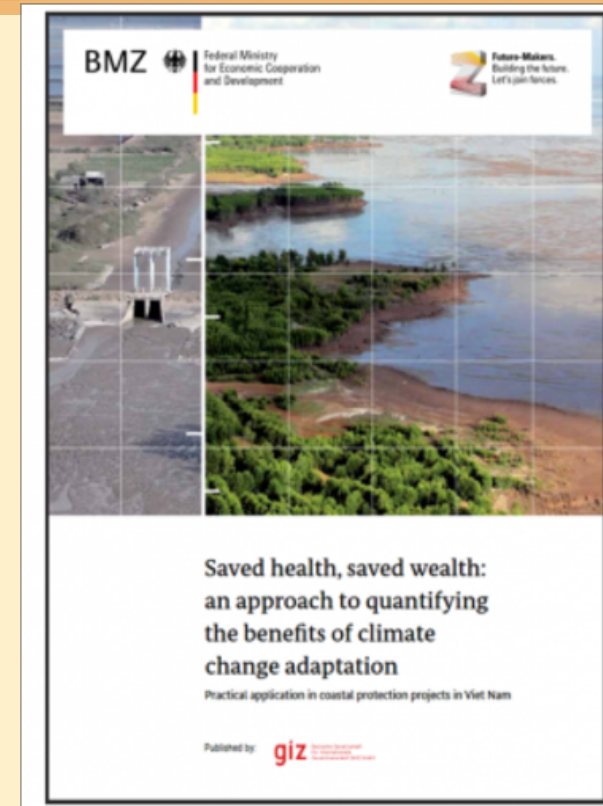 BMZ
Federal Ministry
for Economic Cooperation
and Development
Future-Makers.
Building the future.
Let's join forces.
Saved health, saved wealth:
an approach to quantifying
the benefits of climate
change adaptation
Practical application in coastal protection projects in Viet Nam
Published by:
giz